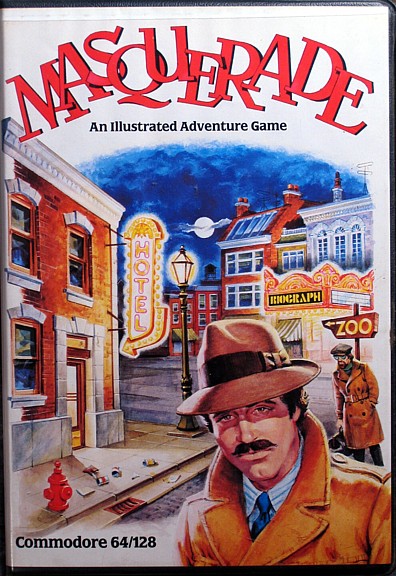 MASQUERADE
An Illustrated Adventure Game
HOTEL
BIOGRAPH
ZOO
Commodore 64/128